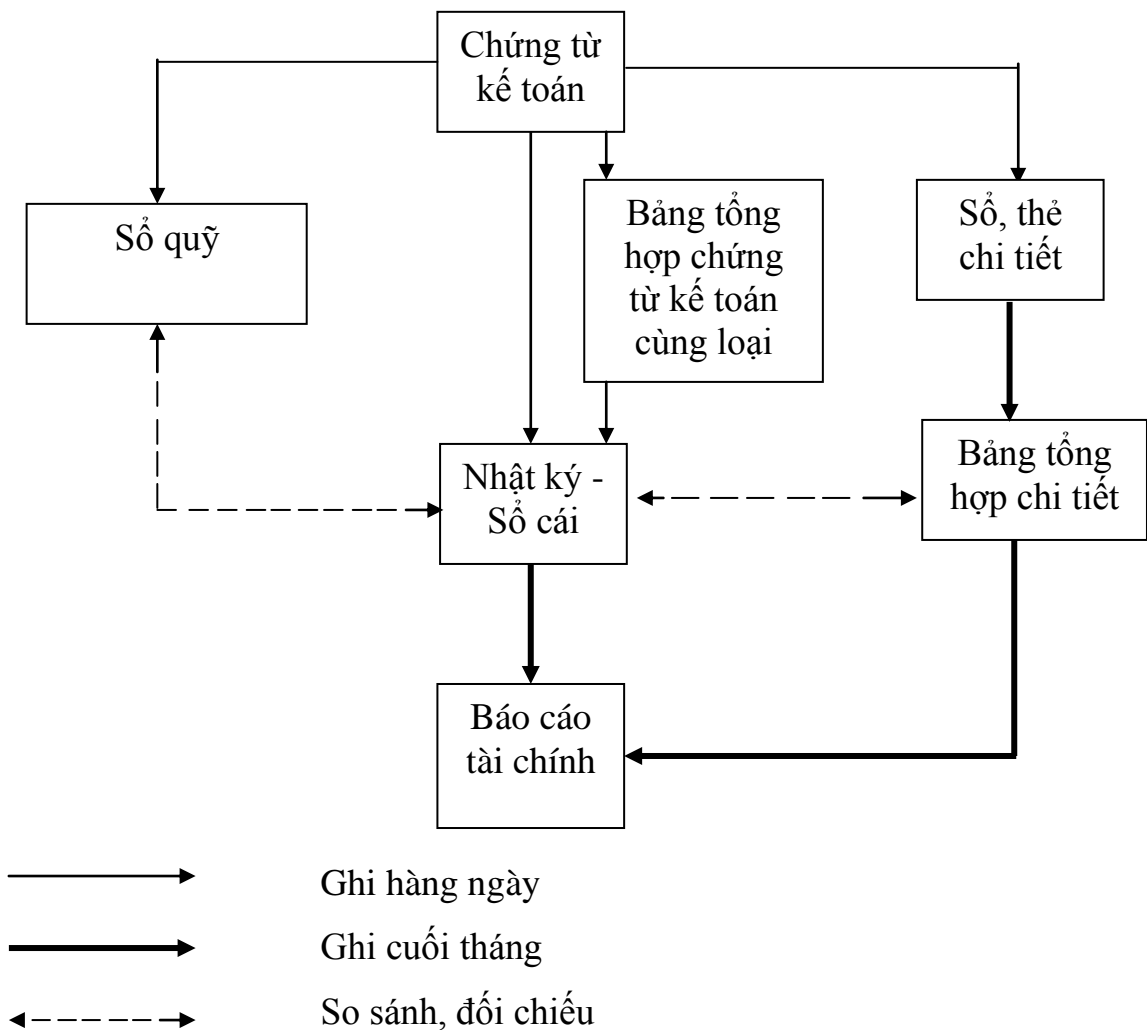 Chứng từ
kế toán
Sổ quỹ
Bảng tổng
hợp chứng
từ kế toán
cùng loại
Sổ, thẻ
chi tiết
Nhật ký -
Sổ cái
Bảng tổng
hợp chi tiết
Báo cáo
tài chính
Ghi hàng ngày
Ghi cuối tháng
So sánh, đối chiếu